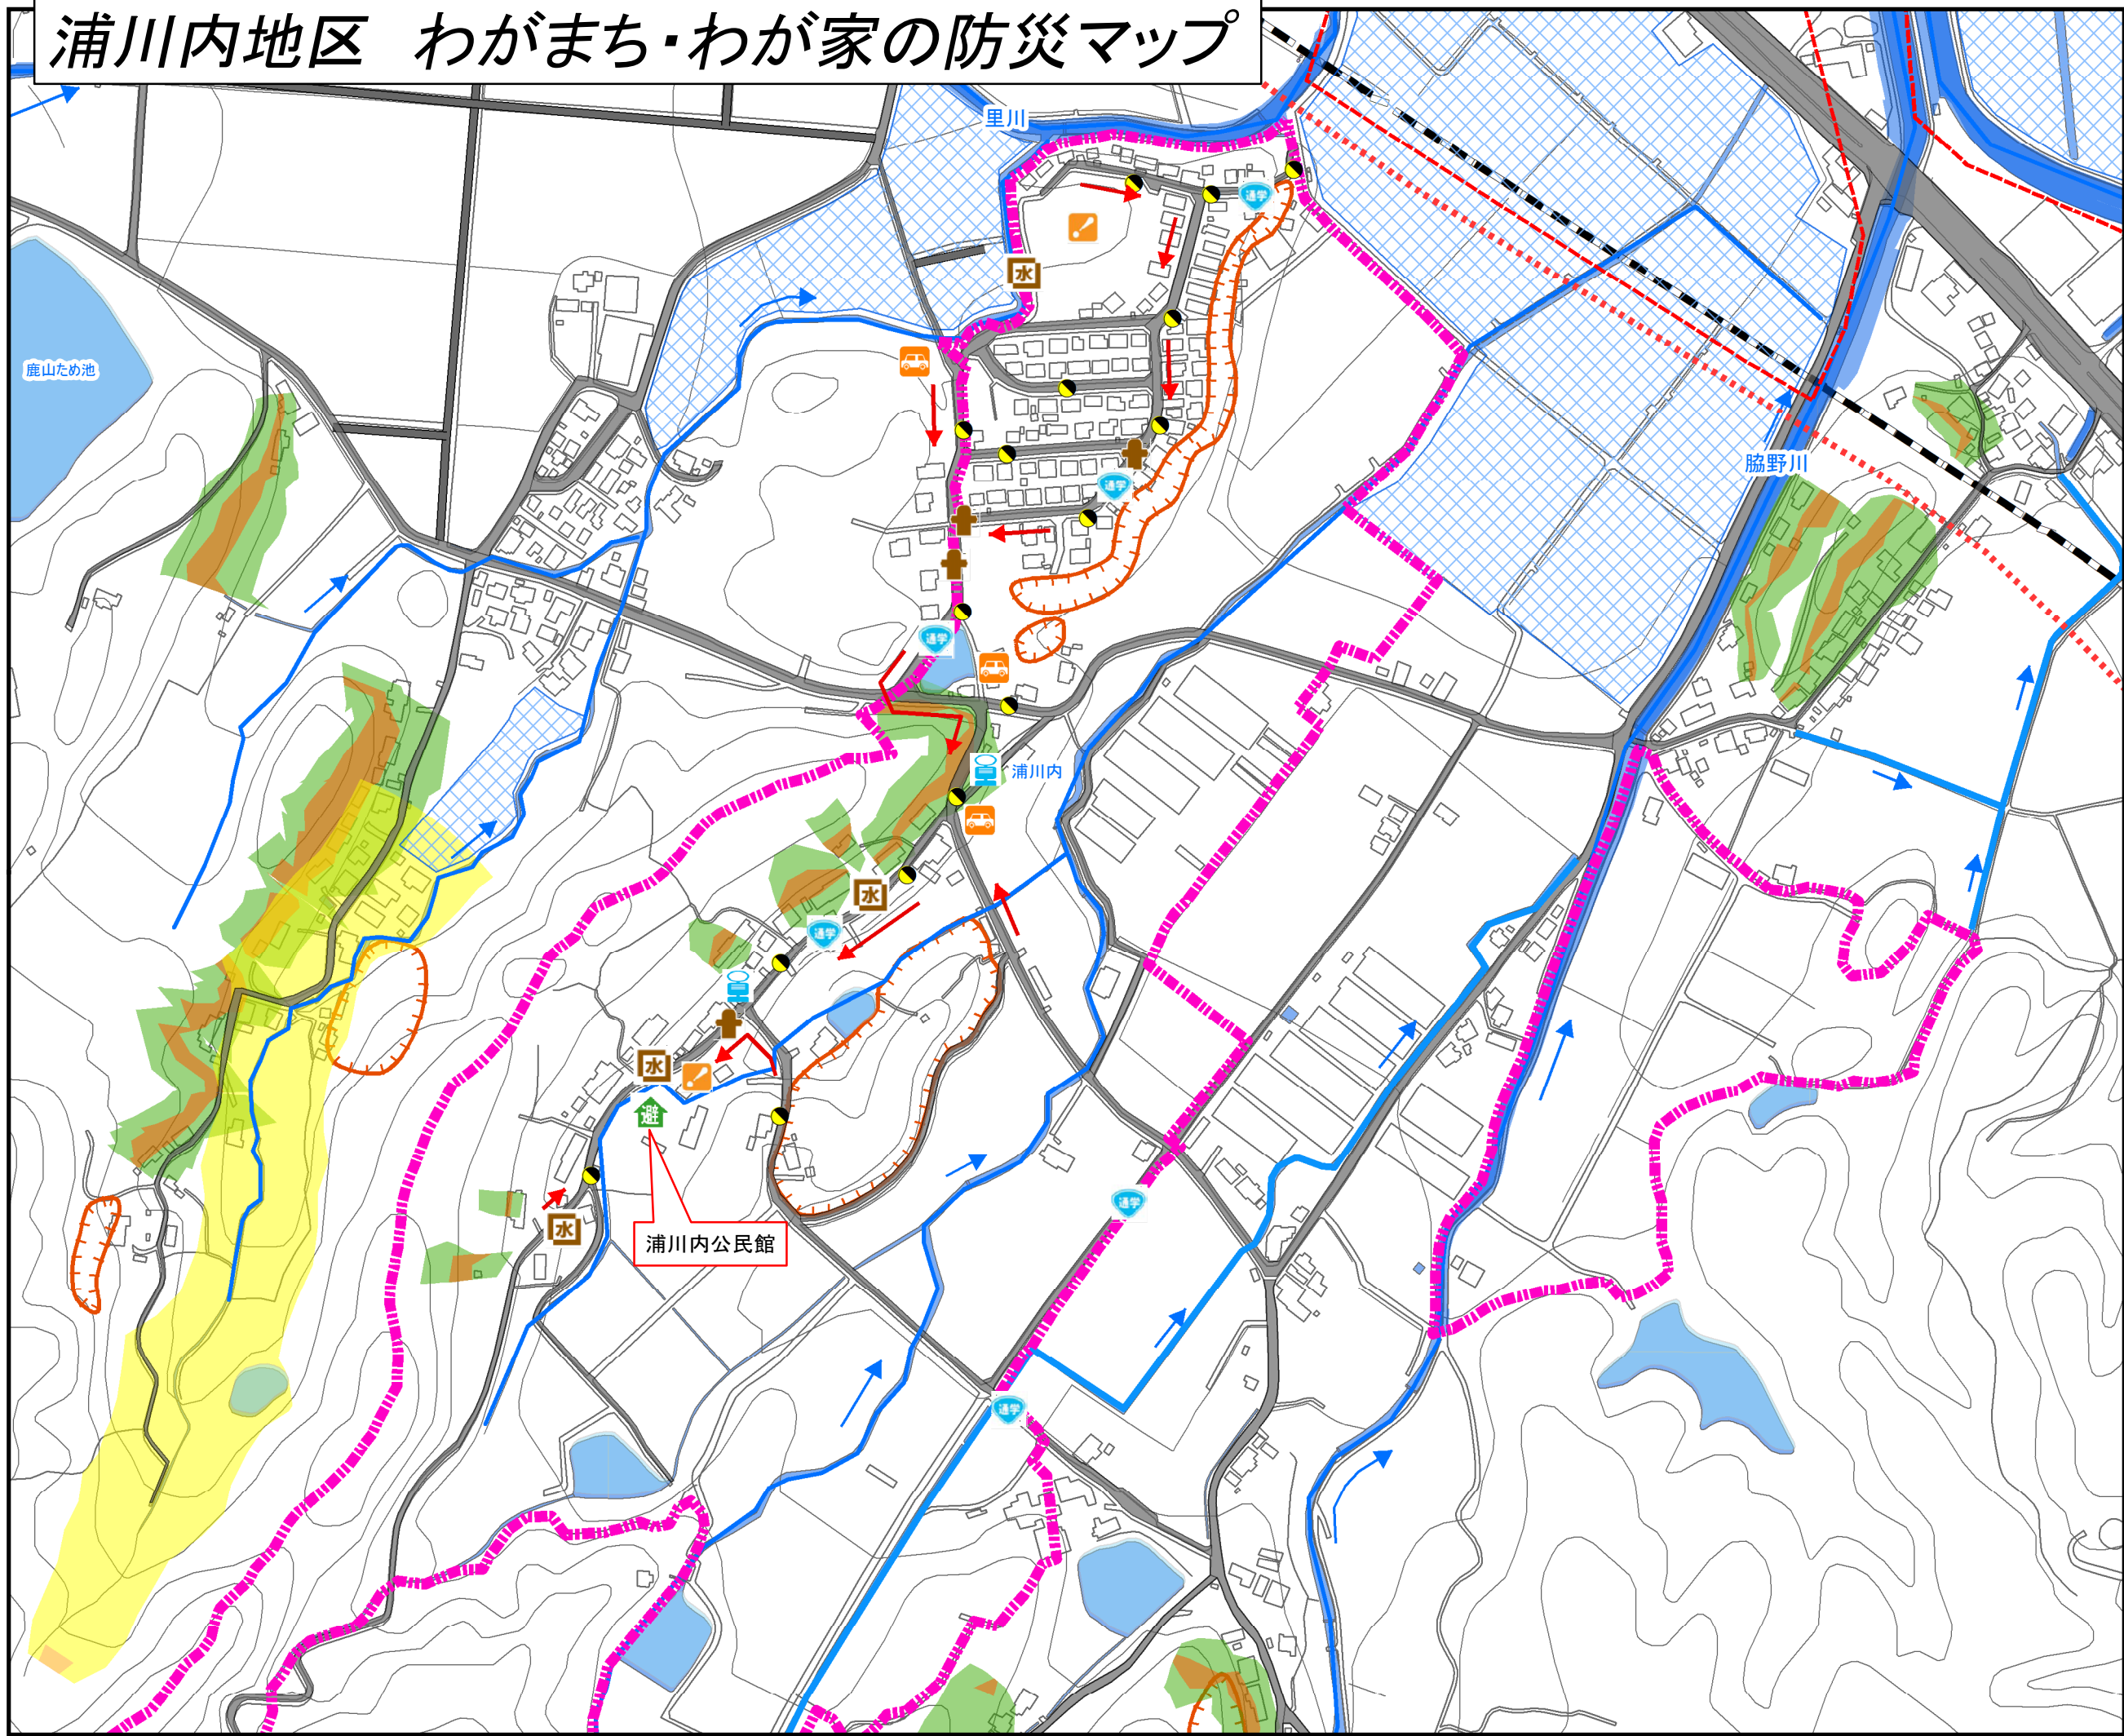 浦川内地区 わがまち・わが家の防災マップ
里川
通学
水
鹿山ため池
脇野川
通学
通学
浦川内
水
通学
水
避
水
浦川内公民館
通学
通学